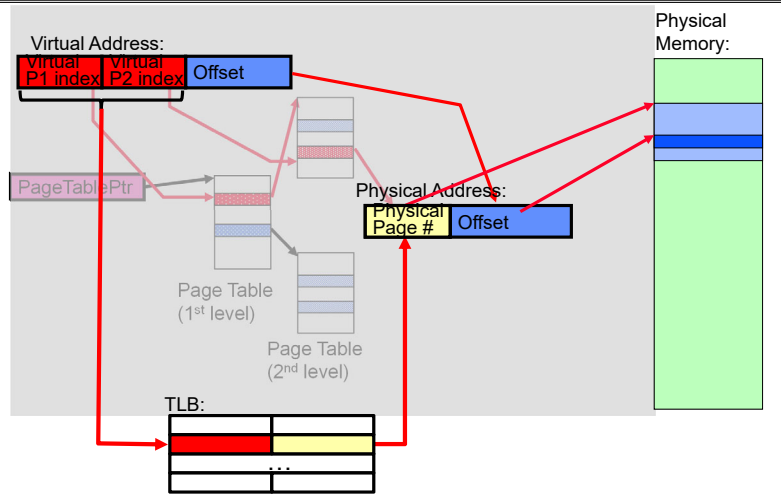 Physical
Memory:
Virtual Address:
Virtual
P1 index
Virtual
P2 index
Offset
PageTablePtr
Physical Address:
Physical
Page #
Offset
Page Table
(1st level)
Page Table
(2nd level)
TLB:
...